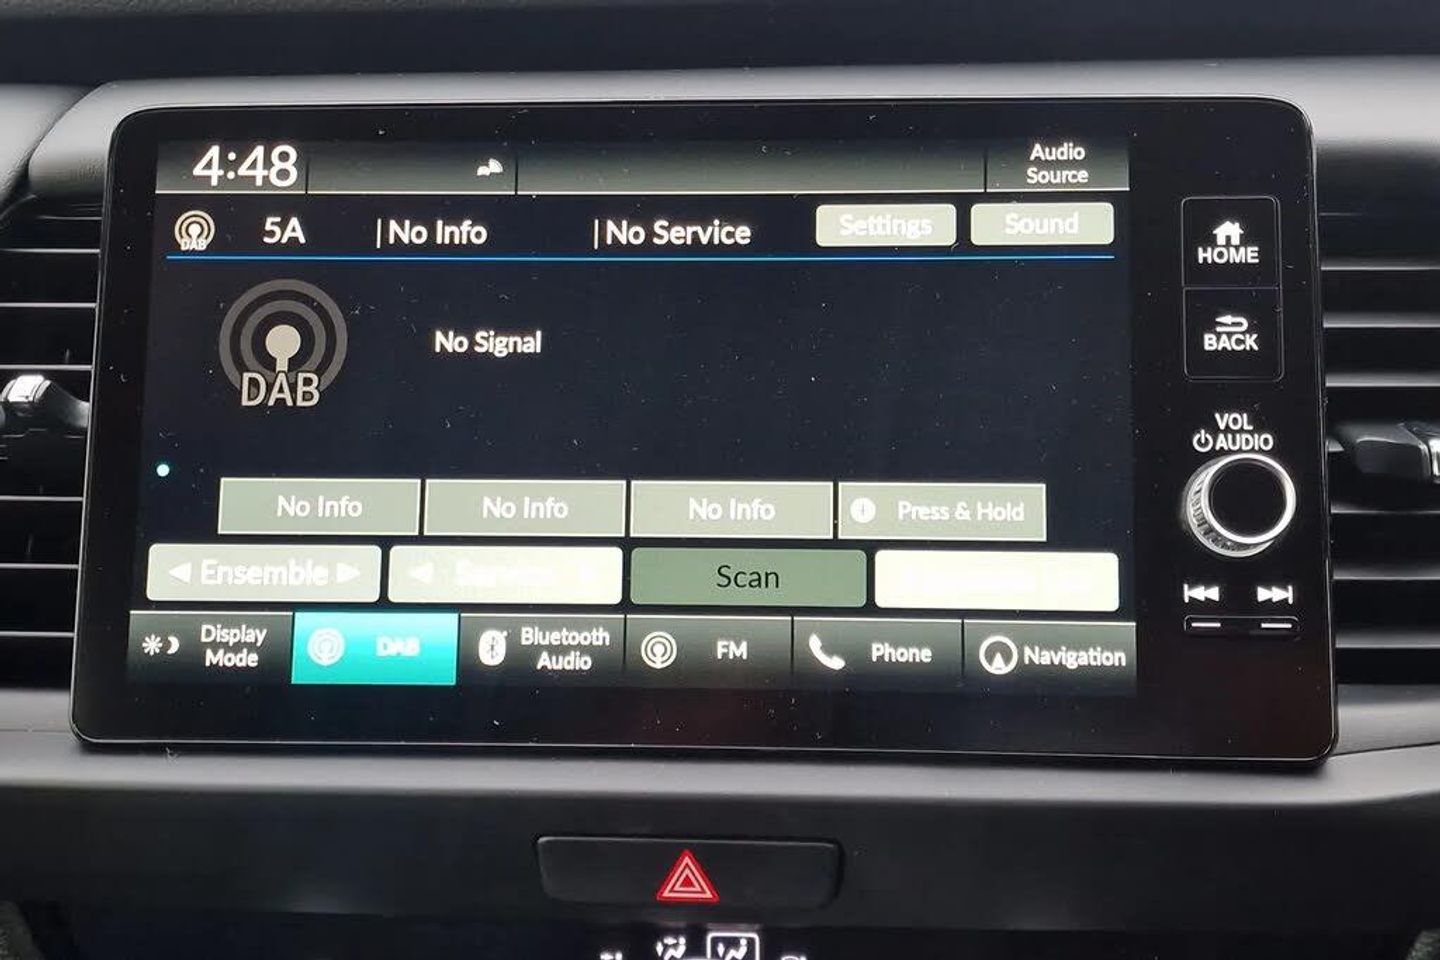 4:48
Audio
Source
DAB
5A
|No Info
|No Service
Settings
Sound
HOME
DAB
No Signal
BACK
VOL
AUDIO
No Info
No Info
No Info
Press & Hold
Ensemble
Scan
Display
Mode
DAB
Bluetooth
Audio
FM
Phone
Navigation